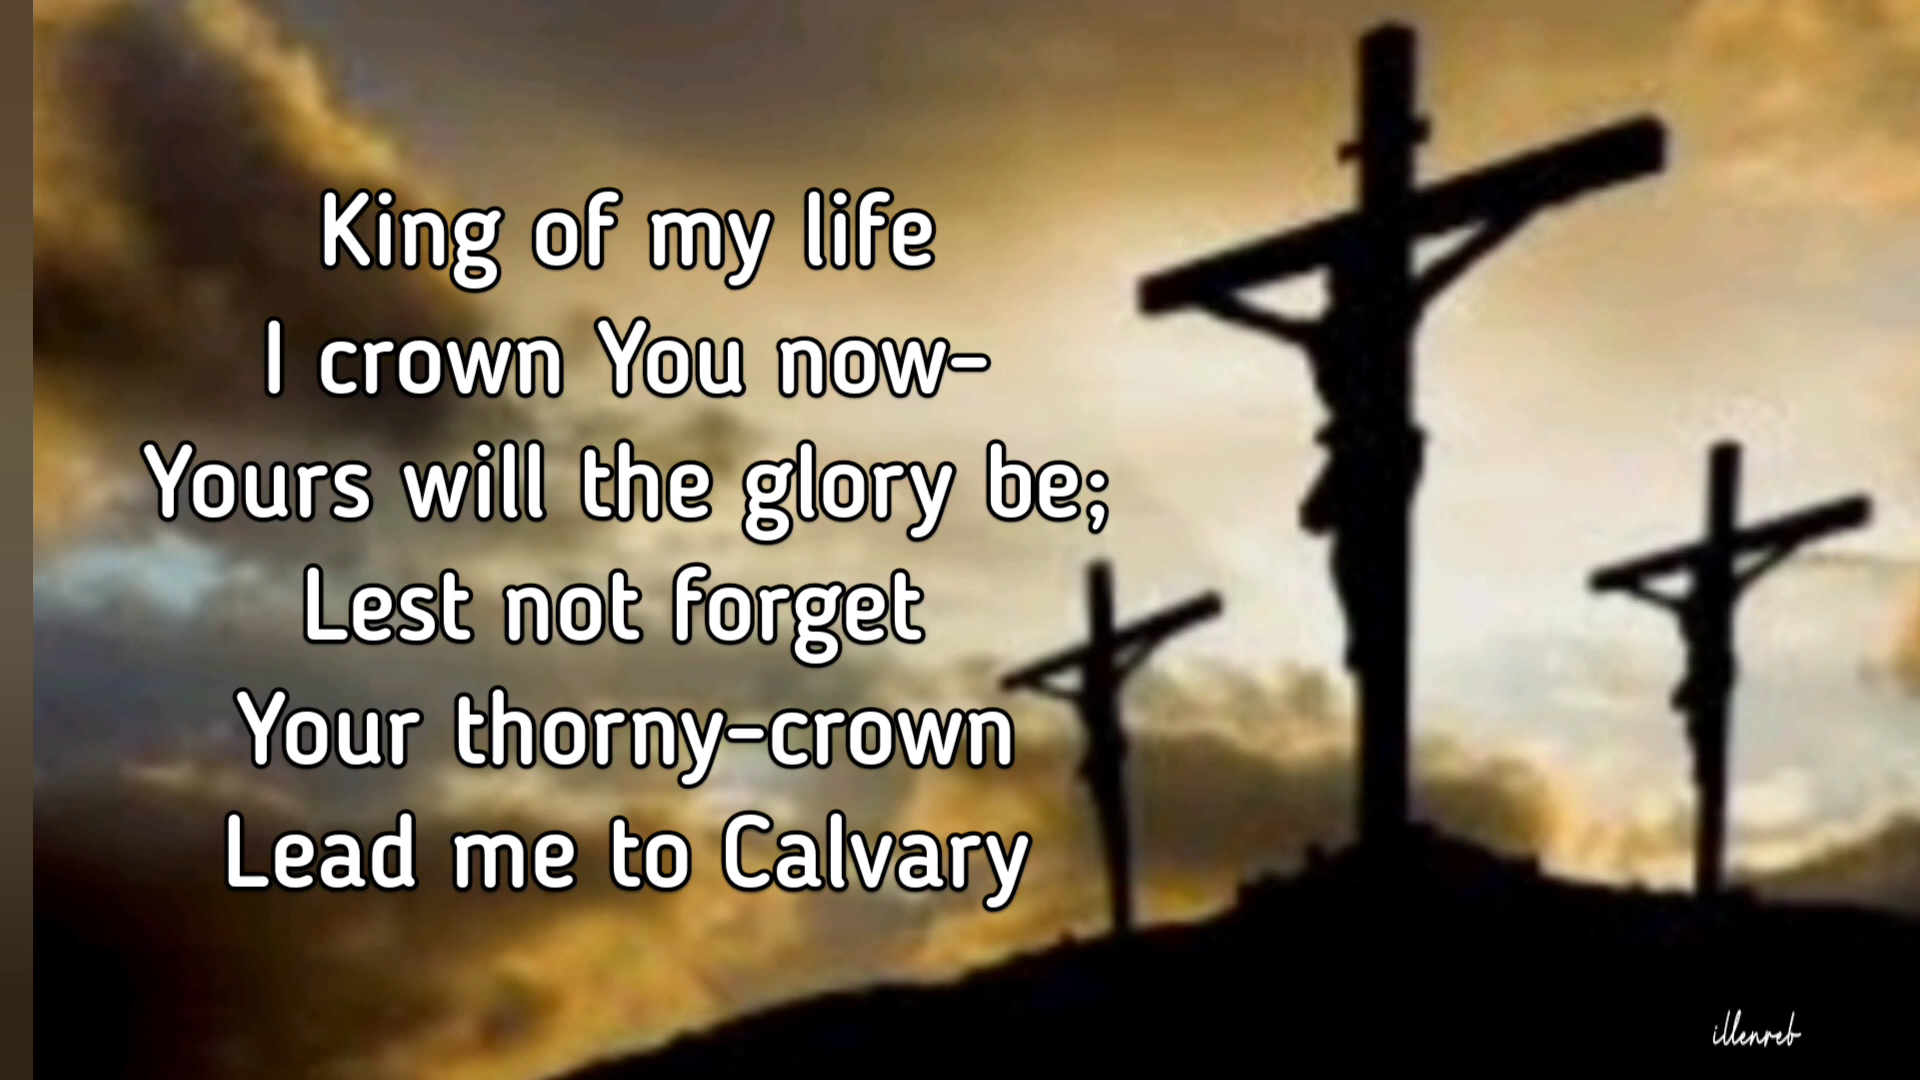 King of my life
I crown You now-
Yours will the glory be;
Lest not forget
Your thorny-crown
Lead me to Calvary
illenreb